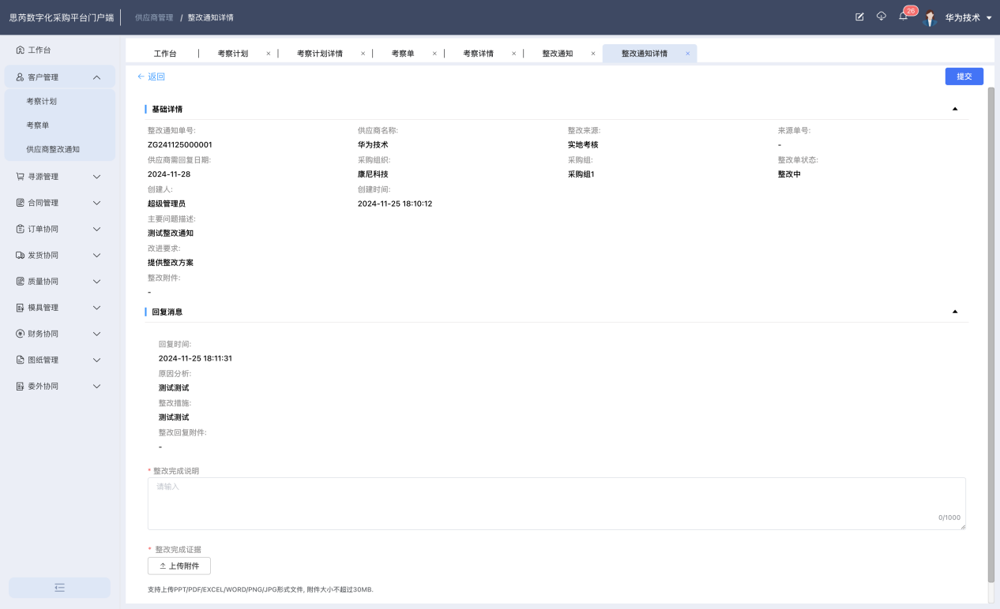 思芮数字化采购平台门户端 供应商管理 / 整改通知详情 26 华为技术
工作台
客户管理
考察计划
考察单
供应商整改通知
寻源管理
合同管理
订单协同
发货协同
质量协同
模具管理
财务协同
图纸管理
委外协同
工作台 考察计划 × 考察计划详情 × 考察单 × 考察详情 × 整改通知 × 整改通知详情 ×
返回 提交
基础详情
整改通知单号: 供应商名称: 整改来源: 来源单号:
ZG241125000001 华为技术 实地考核 -
供应商需回复日期: 采购组织: 采购组: 整改单状态:
2024-11-28 康尼科技 采购组1 整改中
创建人: 创建时间:
超级管理员 2024-11-25 18:10:12
主要问题描述:
测试整改通知
改进要求:
提供整改方案
整改附件:
-
回复消息
回复时间:
2024-11-25 18:11:31
原因分析:
测试测试
整改措施:
测试测试
整改回复附件:
-
* 整改完成说明
请输入
0/1000
* 整改完成证据
上传附件
支持上传PPT/PDF/EXCEL/WORD/PNG/JPG形式文件, 附件大小不超过30MB.